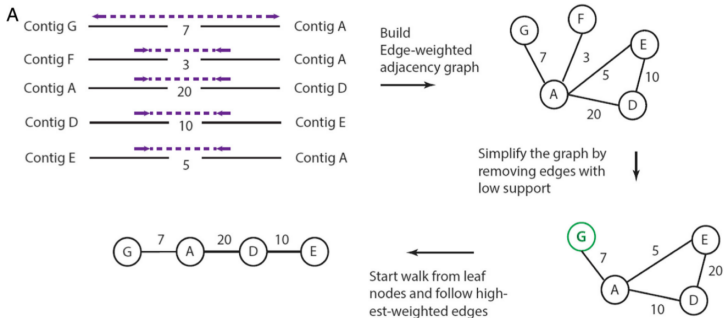 A
Contig G 7 Contig A
Contig F 3 Contig A
Contig A 20 Contig D
Contig D 10 Contig E
Contig E 5 Contig A
Build
Edge-weighted
adjacency graph
G
F
E
A
D
7
3
5
10
20
Simplify the graph by
removing edges with
low support
G
E
A
D
7
5
20
10
Start walk from leaf
nodes and follow high-
est-weighted edges
G 7 A 20 D 10 E